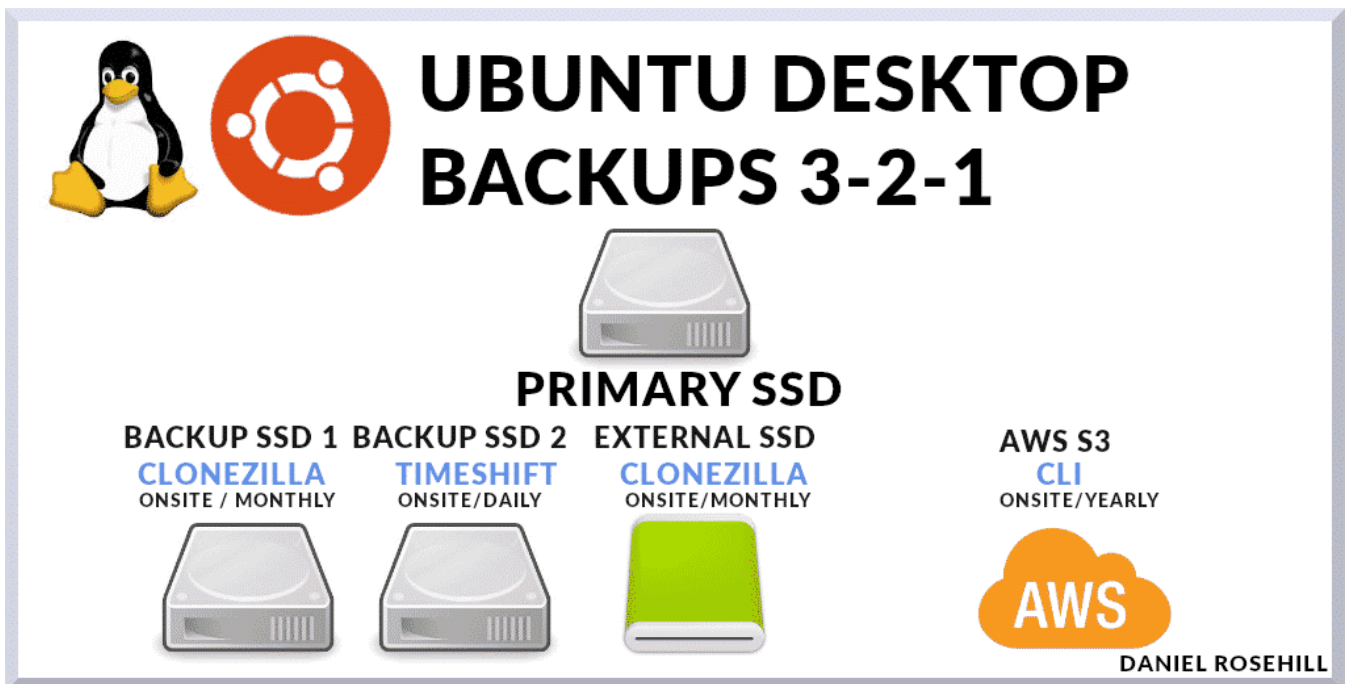 UBUNTU DESKTOP
BACKUPS 3-2-1
PRIMARY SSD
BACKUP SSD 1
CLONEZILLA
ONSITE / MONTHLY
BACKUP SSD 2
TIMESHIFT
ONSITE/DAILY
EXTERNAL SSD
CLONEZILLA
ONSITE/MONTHLY
AWS S3
CLI
ONSITE/YEARLY
AWS
DANIEL ROSEHILL